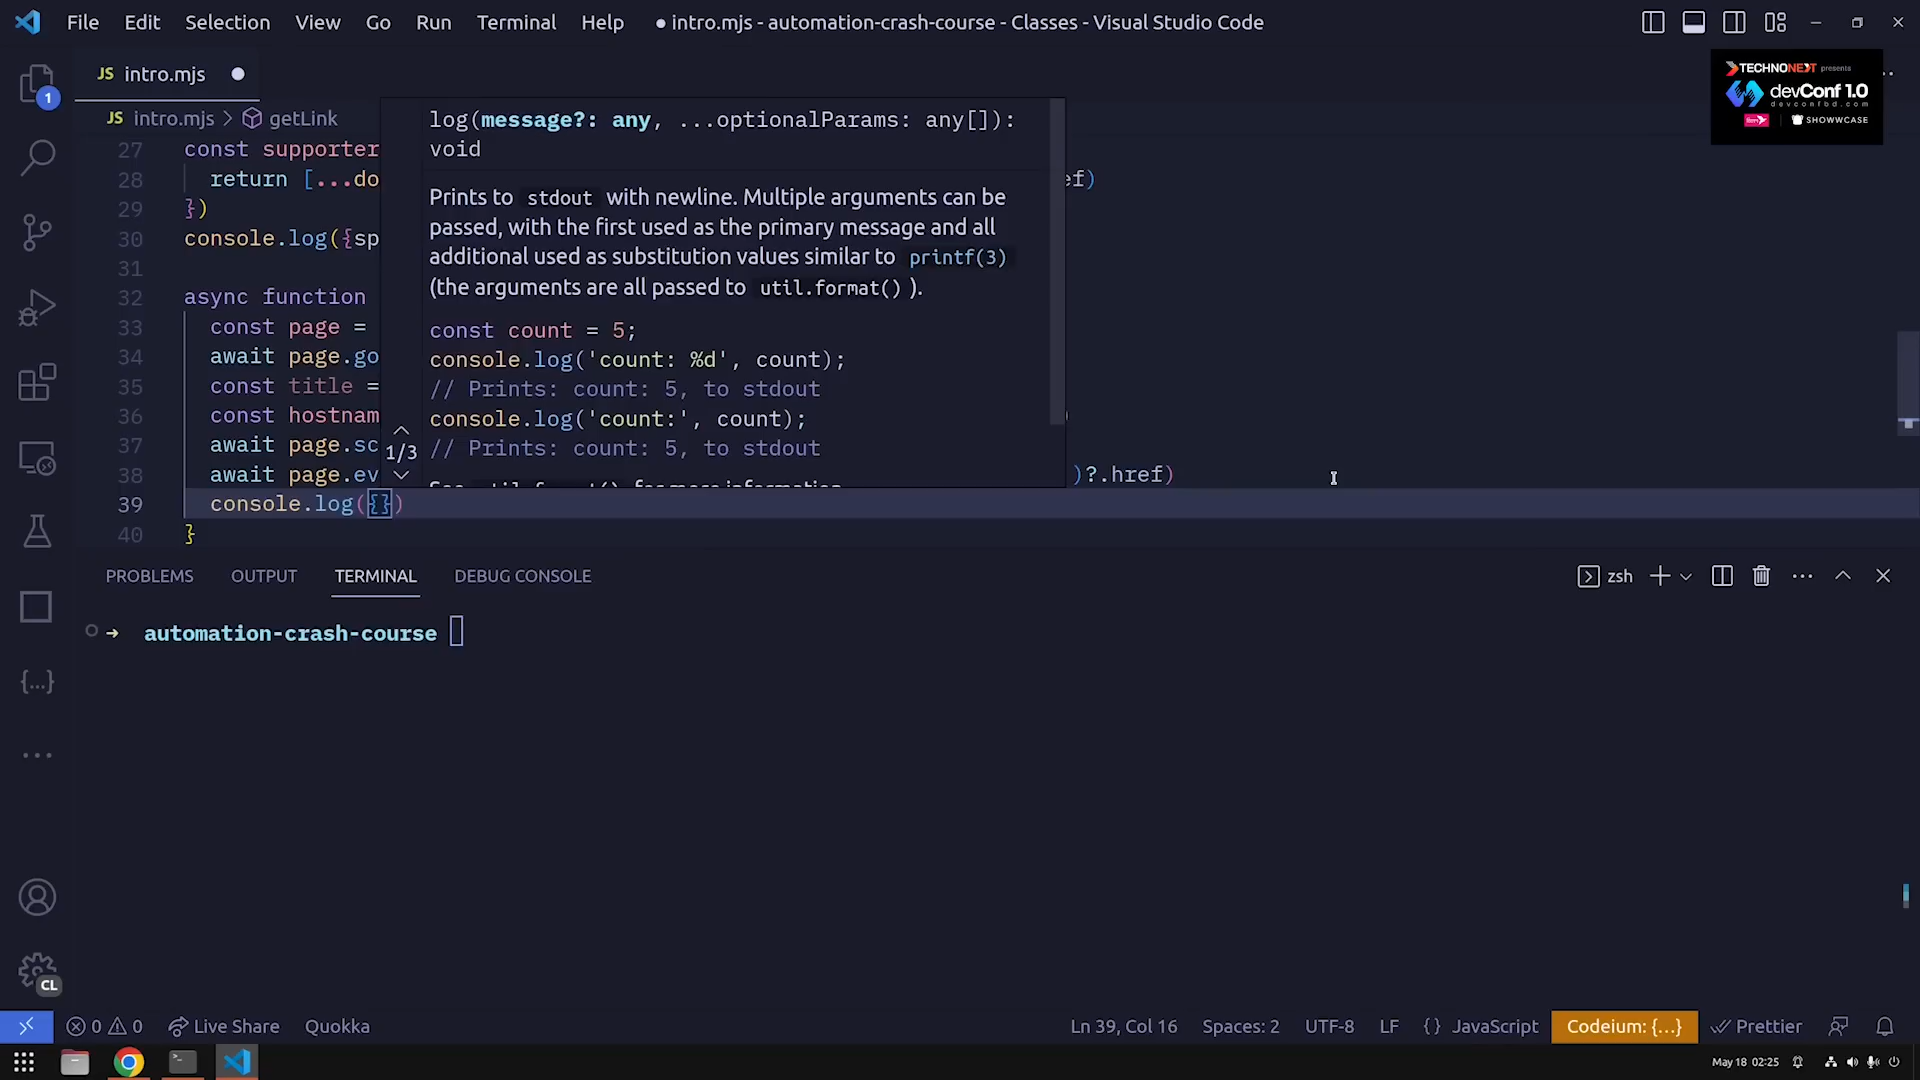 File Edit Selection View Go Run Terminal Help
● intro.mjs - automation-crash-course - Classes - Visual Studio Code
JS intro.mjs ●
TECHNONEXT presents
devConf 1.0
devconfbd.com
SHOWWCASE
1
JS intro.mjs > getLink
27 const supporter
28 return [...do
ef)
29 })
30 console.log({sp
31
32 async function
33 const page =
34 await page.go
35 const title =
36 const hostnam
37 await page.sc
38 await page.ev
)?.href)
39 console.log({})
40 }
log(message?: any, ...optionalParams: any[]):
void
Prints to stdout with newline. Multiple arguments can be
passed, with the first used as the primary message and all
additional used as substitution values similar to printf(3)
(the arguments are all passed to util.format() ).
const count = 5;
console.log('count: %d', count);
// Prints: count: 5, to stdout
console.log('count:', count);
// Prints: count: 5, to stdout
1/3
PROBLEMS OUTPUT TERMINAL DEBUG CONSOLE
zsh
→ automation-crash-course
CL
0 0 Live Share Quokka
Ln 39, Col 16 Spaces: 2 UTF-8 LF {} JavaScript Codeium: {...} Prettier
May 18 02:25